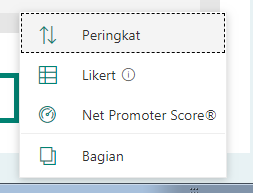 Peringkat
Likert
Net Promoter Score®
Bagian